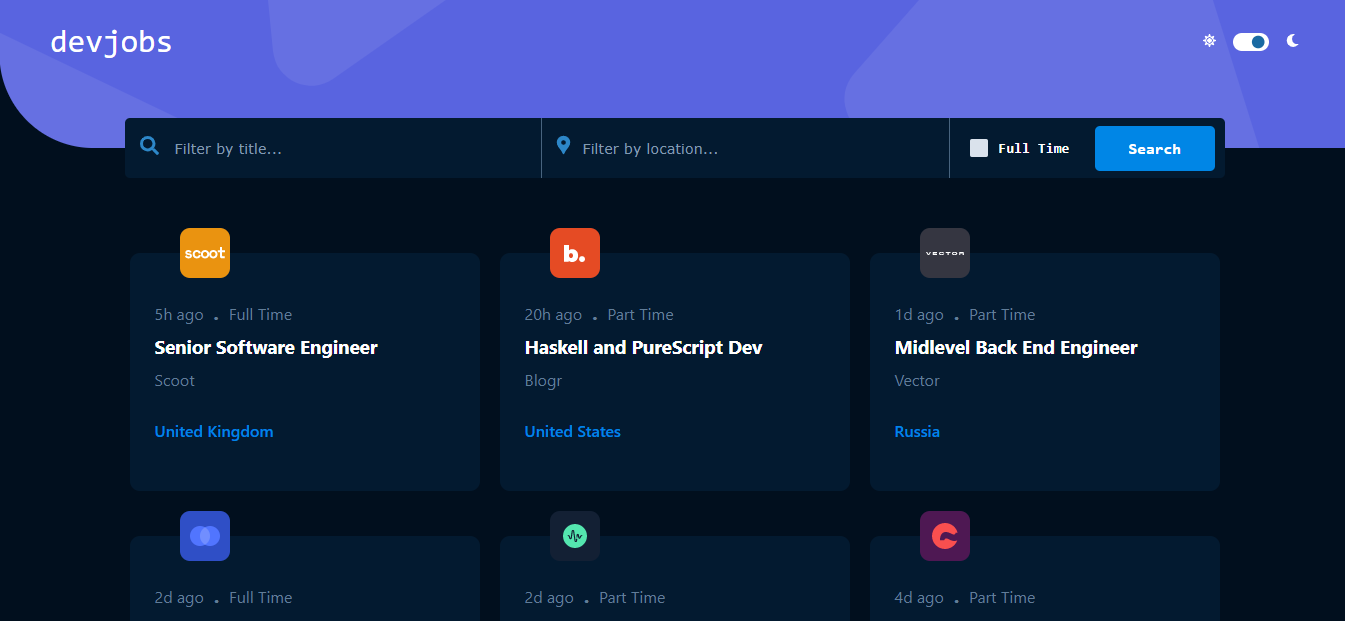 devjobs
Filter by title...
Filter by location...
Full Time
Search
scoot
b.
VECTOR
5h ago . Full Time
20h ago . Part Time
1d ago . Part Time
Senior Software Engineer
Haskell and PureScript Dev
Midlevel Back End Engineer
Scoot
Blogr
Vector
United Kingdom
United States
Russia
2d ago . Full Time
2d ago . Part Time
4d ago . Part Time